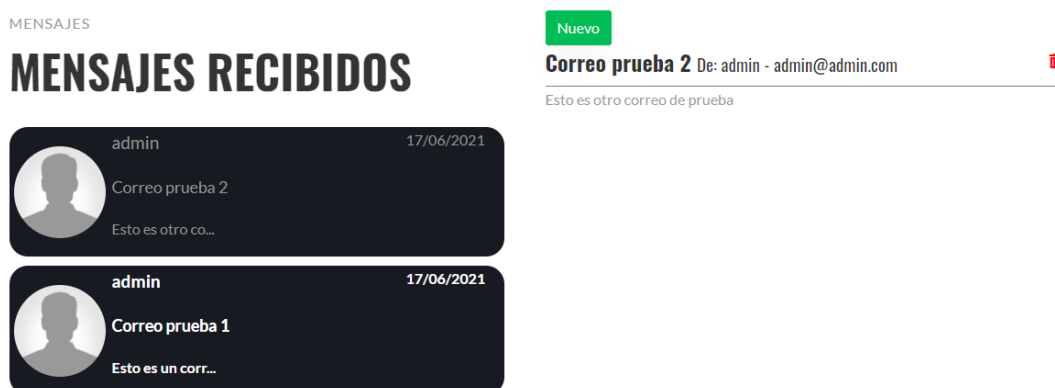 MENSAJES
MENSAJES RECIBIDOS
admin 17/06/2021
Correo prueba 2
Esto es otro co...
admin 17/06/2021
Correo prueba 1
Esto es un corr...
Nuevo
Correo prueba 2 De: admin - admin@admin.com
Esto es otro correo de prueba